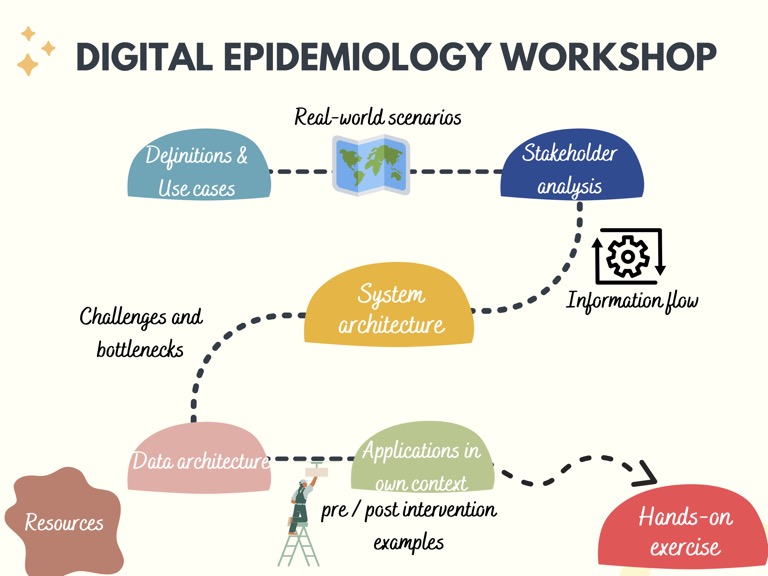 DIGITAL EPIDEMIOLOGY WORKSHOP
Real-world scenarios
Definitions &
Use cases
Stakeholder
analysis
Information flow
System
architecture
Challenges and
bottlenecks
Data architecture
Applications in
own context
pre / post intervention
examples
Resources
Hands-on
exercise